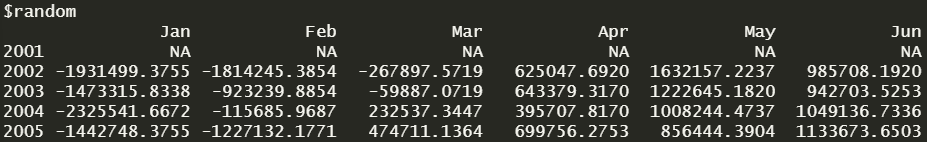 $random
Jan Feb Mar Apr May Jun
2001 NA NA NA NA NA NA
2002 -1931499.3755 -1814245.3854 -267897.5719 625047.6920 1632157.2237 985708.1920
2003 -1473315.8338 -923239.8854 -59887.0719 643379.3170 1222645.1820 942703.5253
2004 -2325541.6672 -115685.9687 232537.3447 395707.8170 1008244.4737 1049136.7336
2005 -1442748.3755 -1227132.1771 474711.1364 699756.2753 856444.3904 1133673.6503